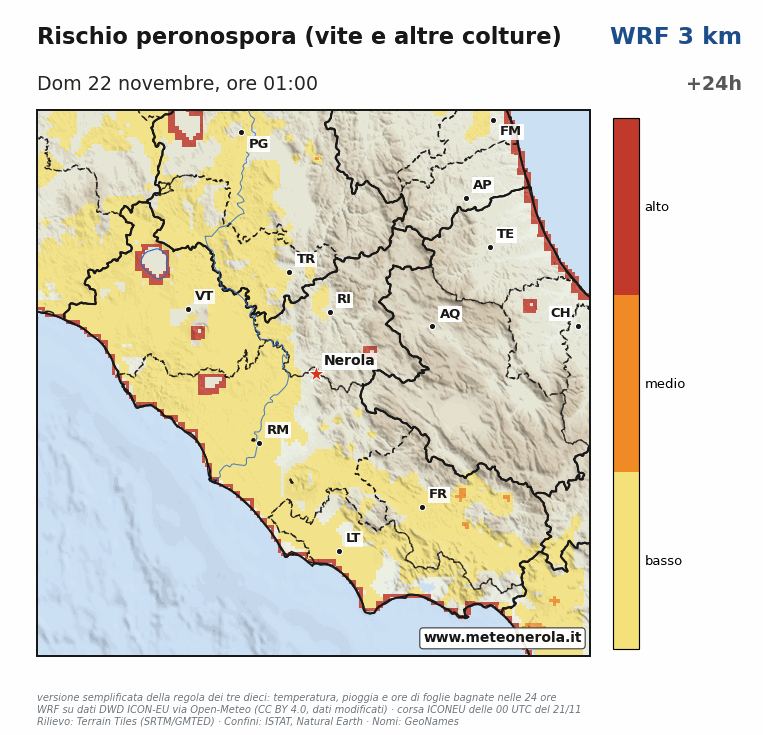 Rischio peronospora (vite e altre colture)
WRF 3 km
Dom 22 novembre, ore 01:00
+24h
FM
PG
AP
TE
TR
VT
RI
AQ
CH
Nerola
RM
FR
LT
alto
medio
basso
www.meteonerola.it
versione semplificata della regola dei tre dieci: temperatura, pioggia e ore di foglie bagnate nelle 24 ore
WRF su dati DWD ICON-EU via Open-Meteo (CC BY 4.0, dati modificati) · corsa ICONEU delle 00 UTC del 21/11
Rilievo: Terrain Tiles (SRTM/GMTED) · Confini: ISTAT, Natural Earth · Nomi: GeoNames